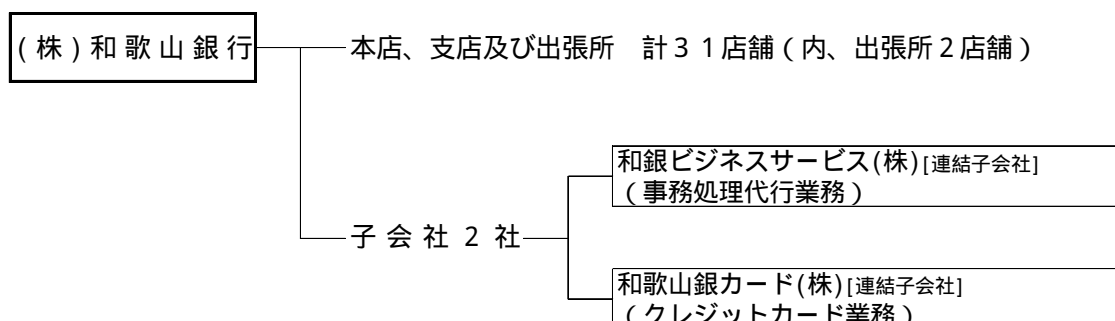 (株)和歌山銀行
本店、支店及び出張所　計３１店舗（内、出張所２店舗）
和銀ビジネスサービス(株)[連結子会社]
（事務処理代行業務）
子会社2社
和歌山銀カード(株)[連結子会社]
（クレジットカード業務）